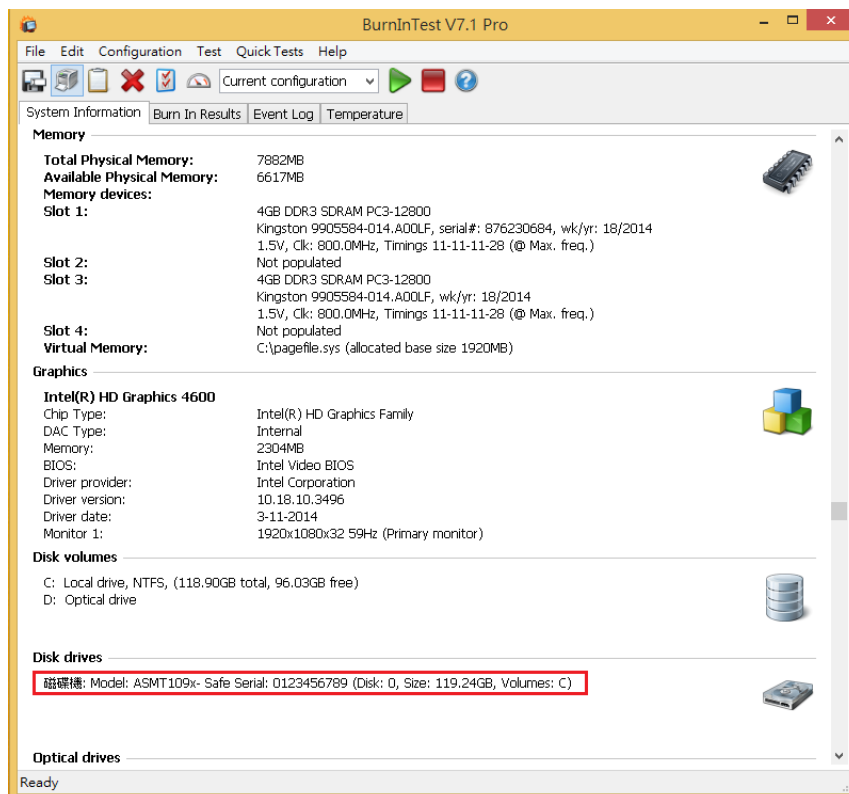 BurnInTest V7.1 Pro
File Edit Configuration Test Quick Tests Help
Current configuration
System Information Burn In Results Event Log Temperature
Memory
Total Physical Memory: 7882MB
Available Physical Memory: 6617MB
Memory devices:
Slot 1: 4GB DDR3 SDRAM PC3-12800
Kingston 9905584-014.A00LF, serial#: 876230684, wk/yr: 18/2014
1.5V, Clk: 800.0MHz, Timings 11-11-11-28 (@ Max. freq.)
Slot 2: Not populated
Slot 3: 4GB DDR3 SDRAM PC3-12800
Kingston 9905584-014.A00LF, wk/yr: 18/2014
1.5V, Clk: 800.0MHz, Timings 11-11-11-28 (@ Max. freq.)
Slot 4: Not populated
Virtual Memory: C:\pagefile.sys (allocated base size 1920MB)
Graphics
Intel(R) HD Graphics 4600
Chip Type: Intel(R) HD Graphics Family
DAC Type: Internal
Memory: 2304MB
BIOS: Intel Video BIOS
Driver provider: Intel Corporation
Driver version: 10.18.10.3496
Driver date: 3-11-2014
Monitor 1: 1920x1080x32 59Hz (Primary monitor)
Disk volumes
C: Local drive, NTFS, (118.90GB total, 96.03GB free)
D: Optical drive
Disk drives
磁碟機: Model: ASMT109x- Safe Serial: 0123456789 (Disk: 0, Size: 119.24GB, Volumes: C)
Optical drives
Ready